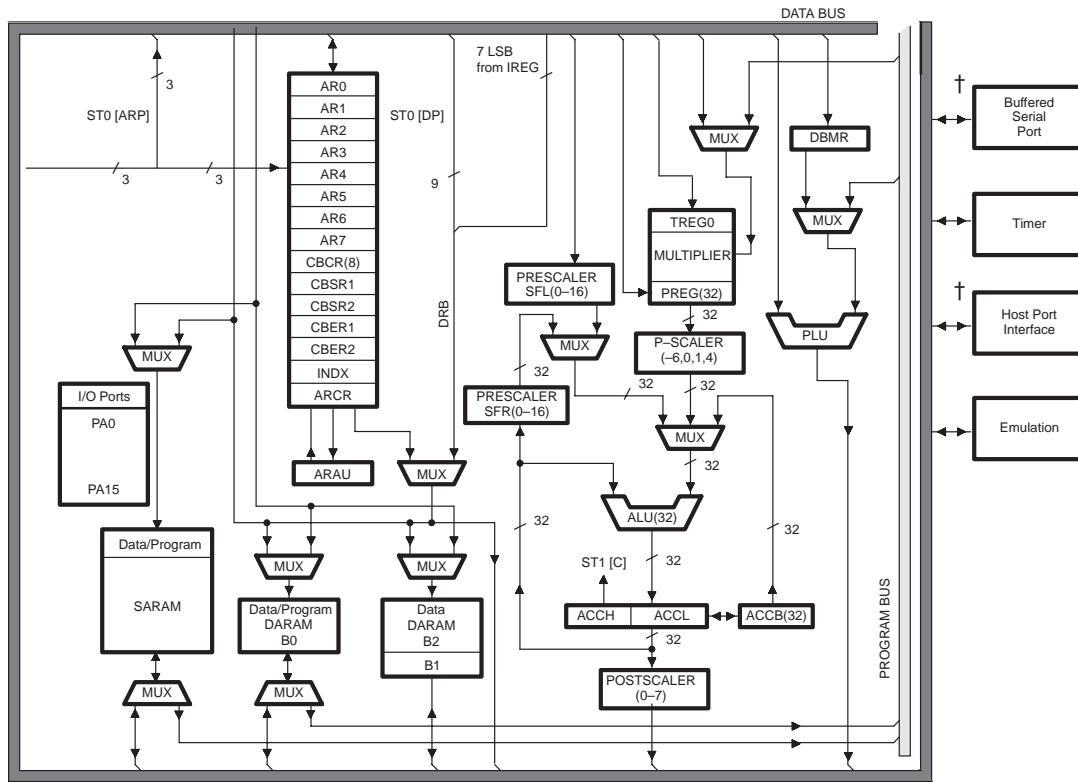 DATA BUS
7 LSB
from IREG
3
ST0 [ARP]
ST0 [DP]
3
3
9
AR0
AR1
AR2
AR3
AR4
AR5
AR6
AR7
CBCR(8)
CBSR1
CBSR2
CBER1
CBER2
INDX
ARCR
ARAU
DRB
MUX
DBMR
MUX
TREG0
MULTIPLIER
PREG(32)
32
PRESCALER
SFL(0–16)
MUX
P–SCALER
(–6,0,1,4)
PLU
32
32
32
PRESCALER
SFR(0–16)
MUX
32
MUX
I/O Ports
PA0
PA15
MUX
ALU(32)
32
32
32
ST1 [C]
ACCH
ACCL
ACCB(32)
32
POSTSCALER
(0–7)
Data/Program
SARAM
MUX
MUX
Data/Program
DARAM
B0
MUX
MUX
Data
DARAM
B2
B1
PROGRAM BUS
†
Buffered
Serial
Port
Timer
†
Host Port
Interface
Emulation